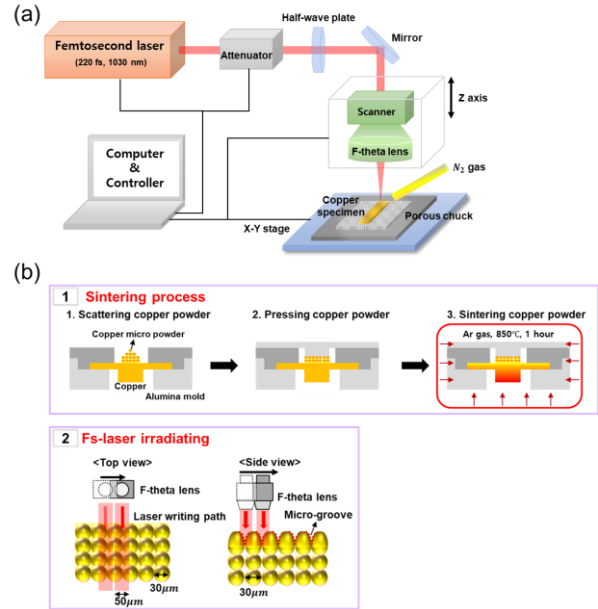 (a)
Half-wave plate
Mirror
Femtosecond laser
(220 fs, 1030 nm)
Attenuator
Z axis
Scanner
F-theta lens
Computer
&
Controller
N₂ gas
Copper
specimen
Porous chuck
X-Y stage
(b)
1 Sintering process
1. Scattering copper powder
2. Pressing copper powder
3. Sintering copper powder
Copper micro powder
Ar gas, 850℃, 1 hour
Copper
Alumina mold
2 Fs-laser irradiating
<Top view>
<Side view>
F-theta lens
F-theta lens
Laser writing path
Micro-groove
30μm
50μm
30μm